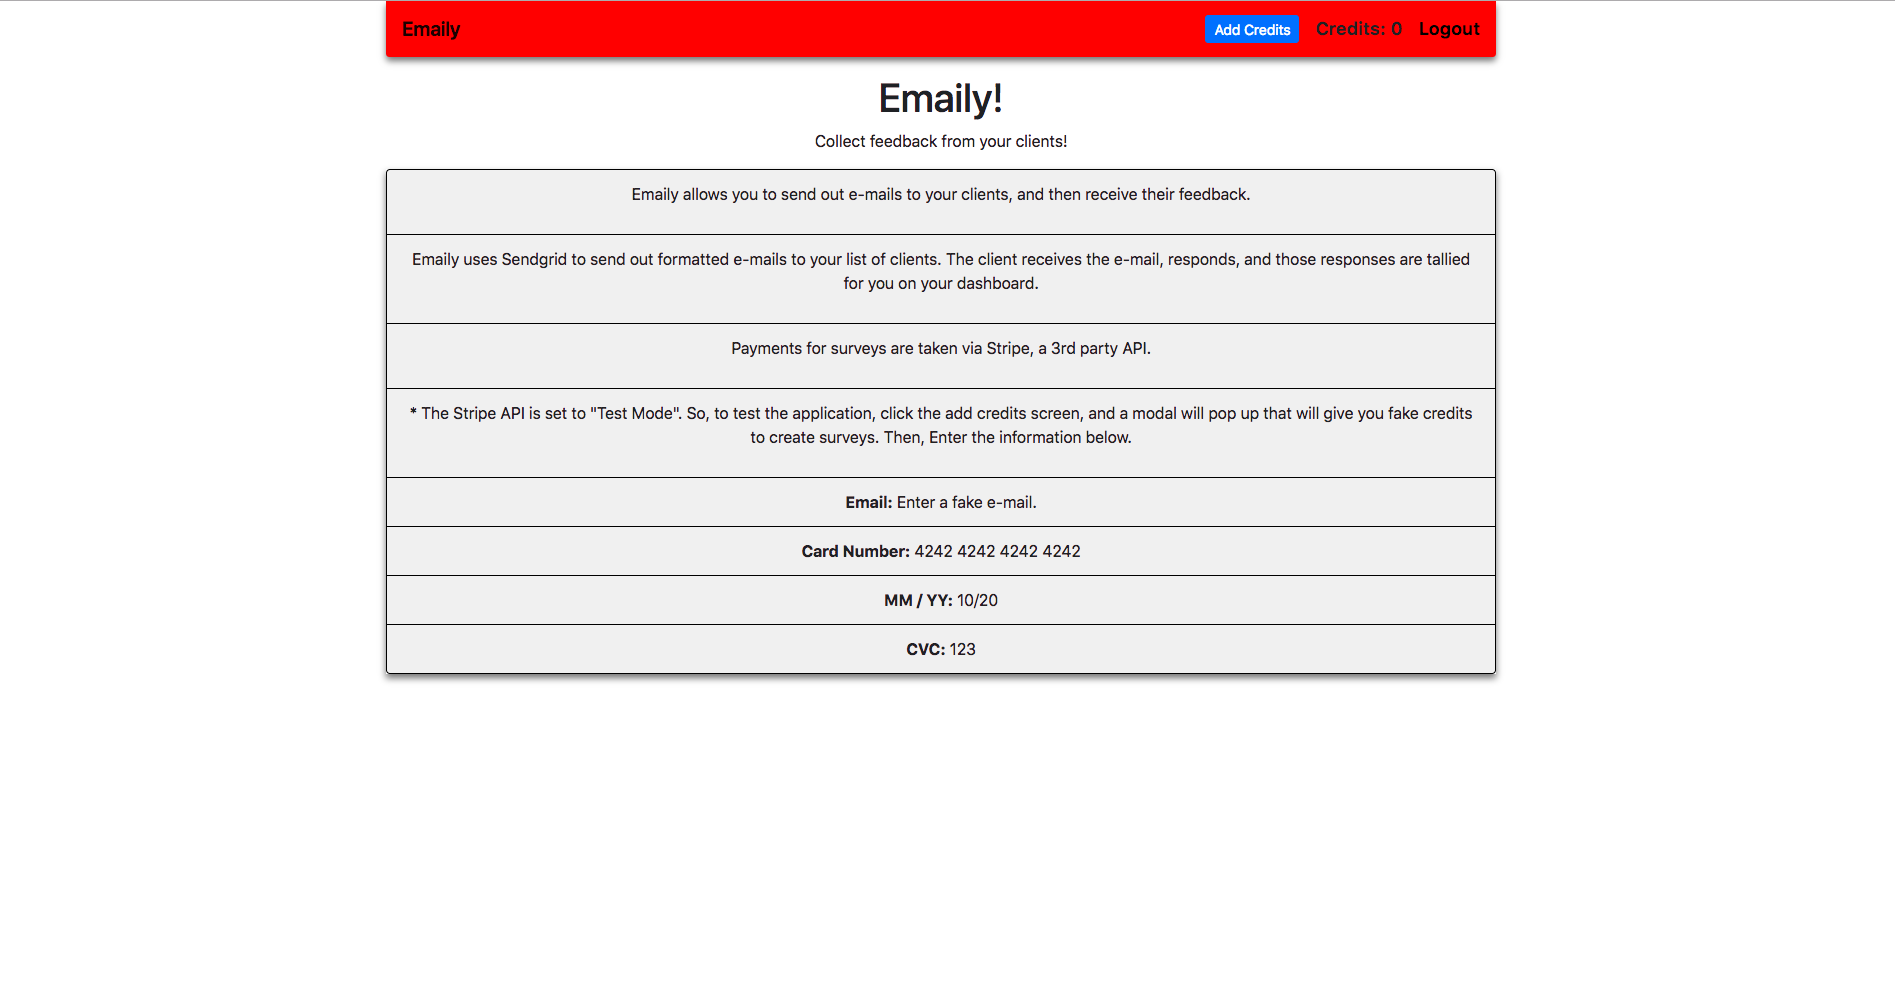 Emaily
Add Credits
Credits: 0
Logout
Emaily!
Collect feedback from your clients!
Emaily allows you to send out e-mails to your clients, and then receive their feedback.
Emaily uses Sendgrid to send out formatted e-mails to your list of clients. The client receives the e-mail, responds, and those responses are tallied
for you on your dashboard.
Payments for surveys are taken via Stripe, a 3rd party API.
* The Stripe API is set to "Test Mode". So, to test the application, click the add credits screen, and a modal will pop up that will give you fake credits
to create surveys. Then, Enter the information below.
Email: Enter a fake e-mail.
Card Number: 4242 4242 4242 4242
MM / YY: 10/20
CVC: 123